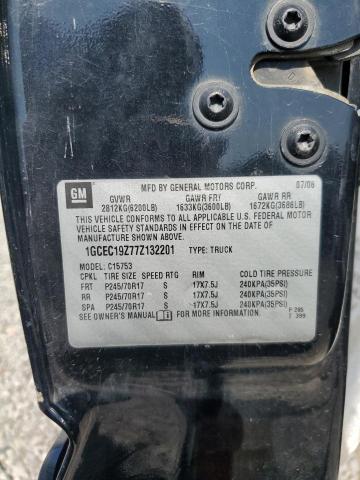 MFD BY GENERAL MOTORS CORP. 07/06
GM
GVWR GAWR FRT GAWR RR
2812KG(6200LB) 1633KG(3600LB) 1672KG(3686LB)
THIS VEHICLE CONFORMS TO ALL APPLICABLE U.S. FEDERAL MOTOR
VEHICLE SAFETY STANDARDS IN EFFECT ON THE DATE OF
MANUFACTURE SHOWN ABOVE.
1GCEC19Z77Z132201 TYPE: TRUCK
MODEL: C15753
CPKL TIRE SIZE SPEED RTG RIM COLD TIRE PRESSURE
FRT P245/70R17 S 17X7.5J 240KPA(35PSI)
RR P245/70R17 S 17X7.5J 240KPA(35PSI)
SPA P245/70R17 S 17X7.5J 240KPA(35PSI)
SEE OWNER'S MANUAL FOR MORE INFORMATION.
T 399